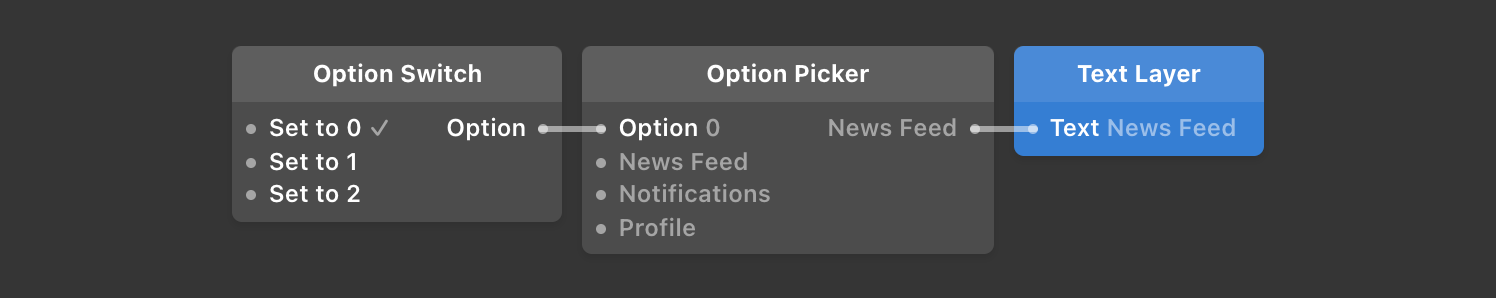 Option Switch
Set to 0 ✓ Option
Set to 1
Set to 2
Option Picker
Option 0 News Feed
News Feed
Notifications
Profile
Text Layer
Text News Feed